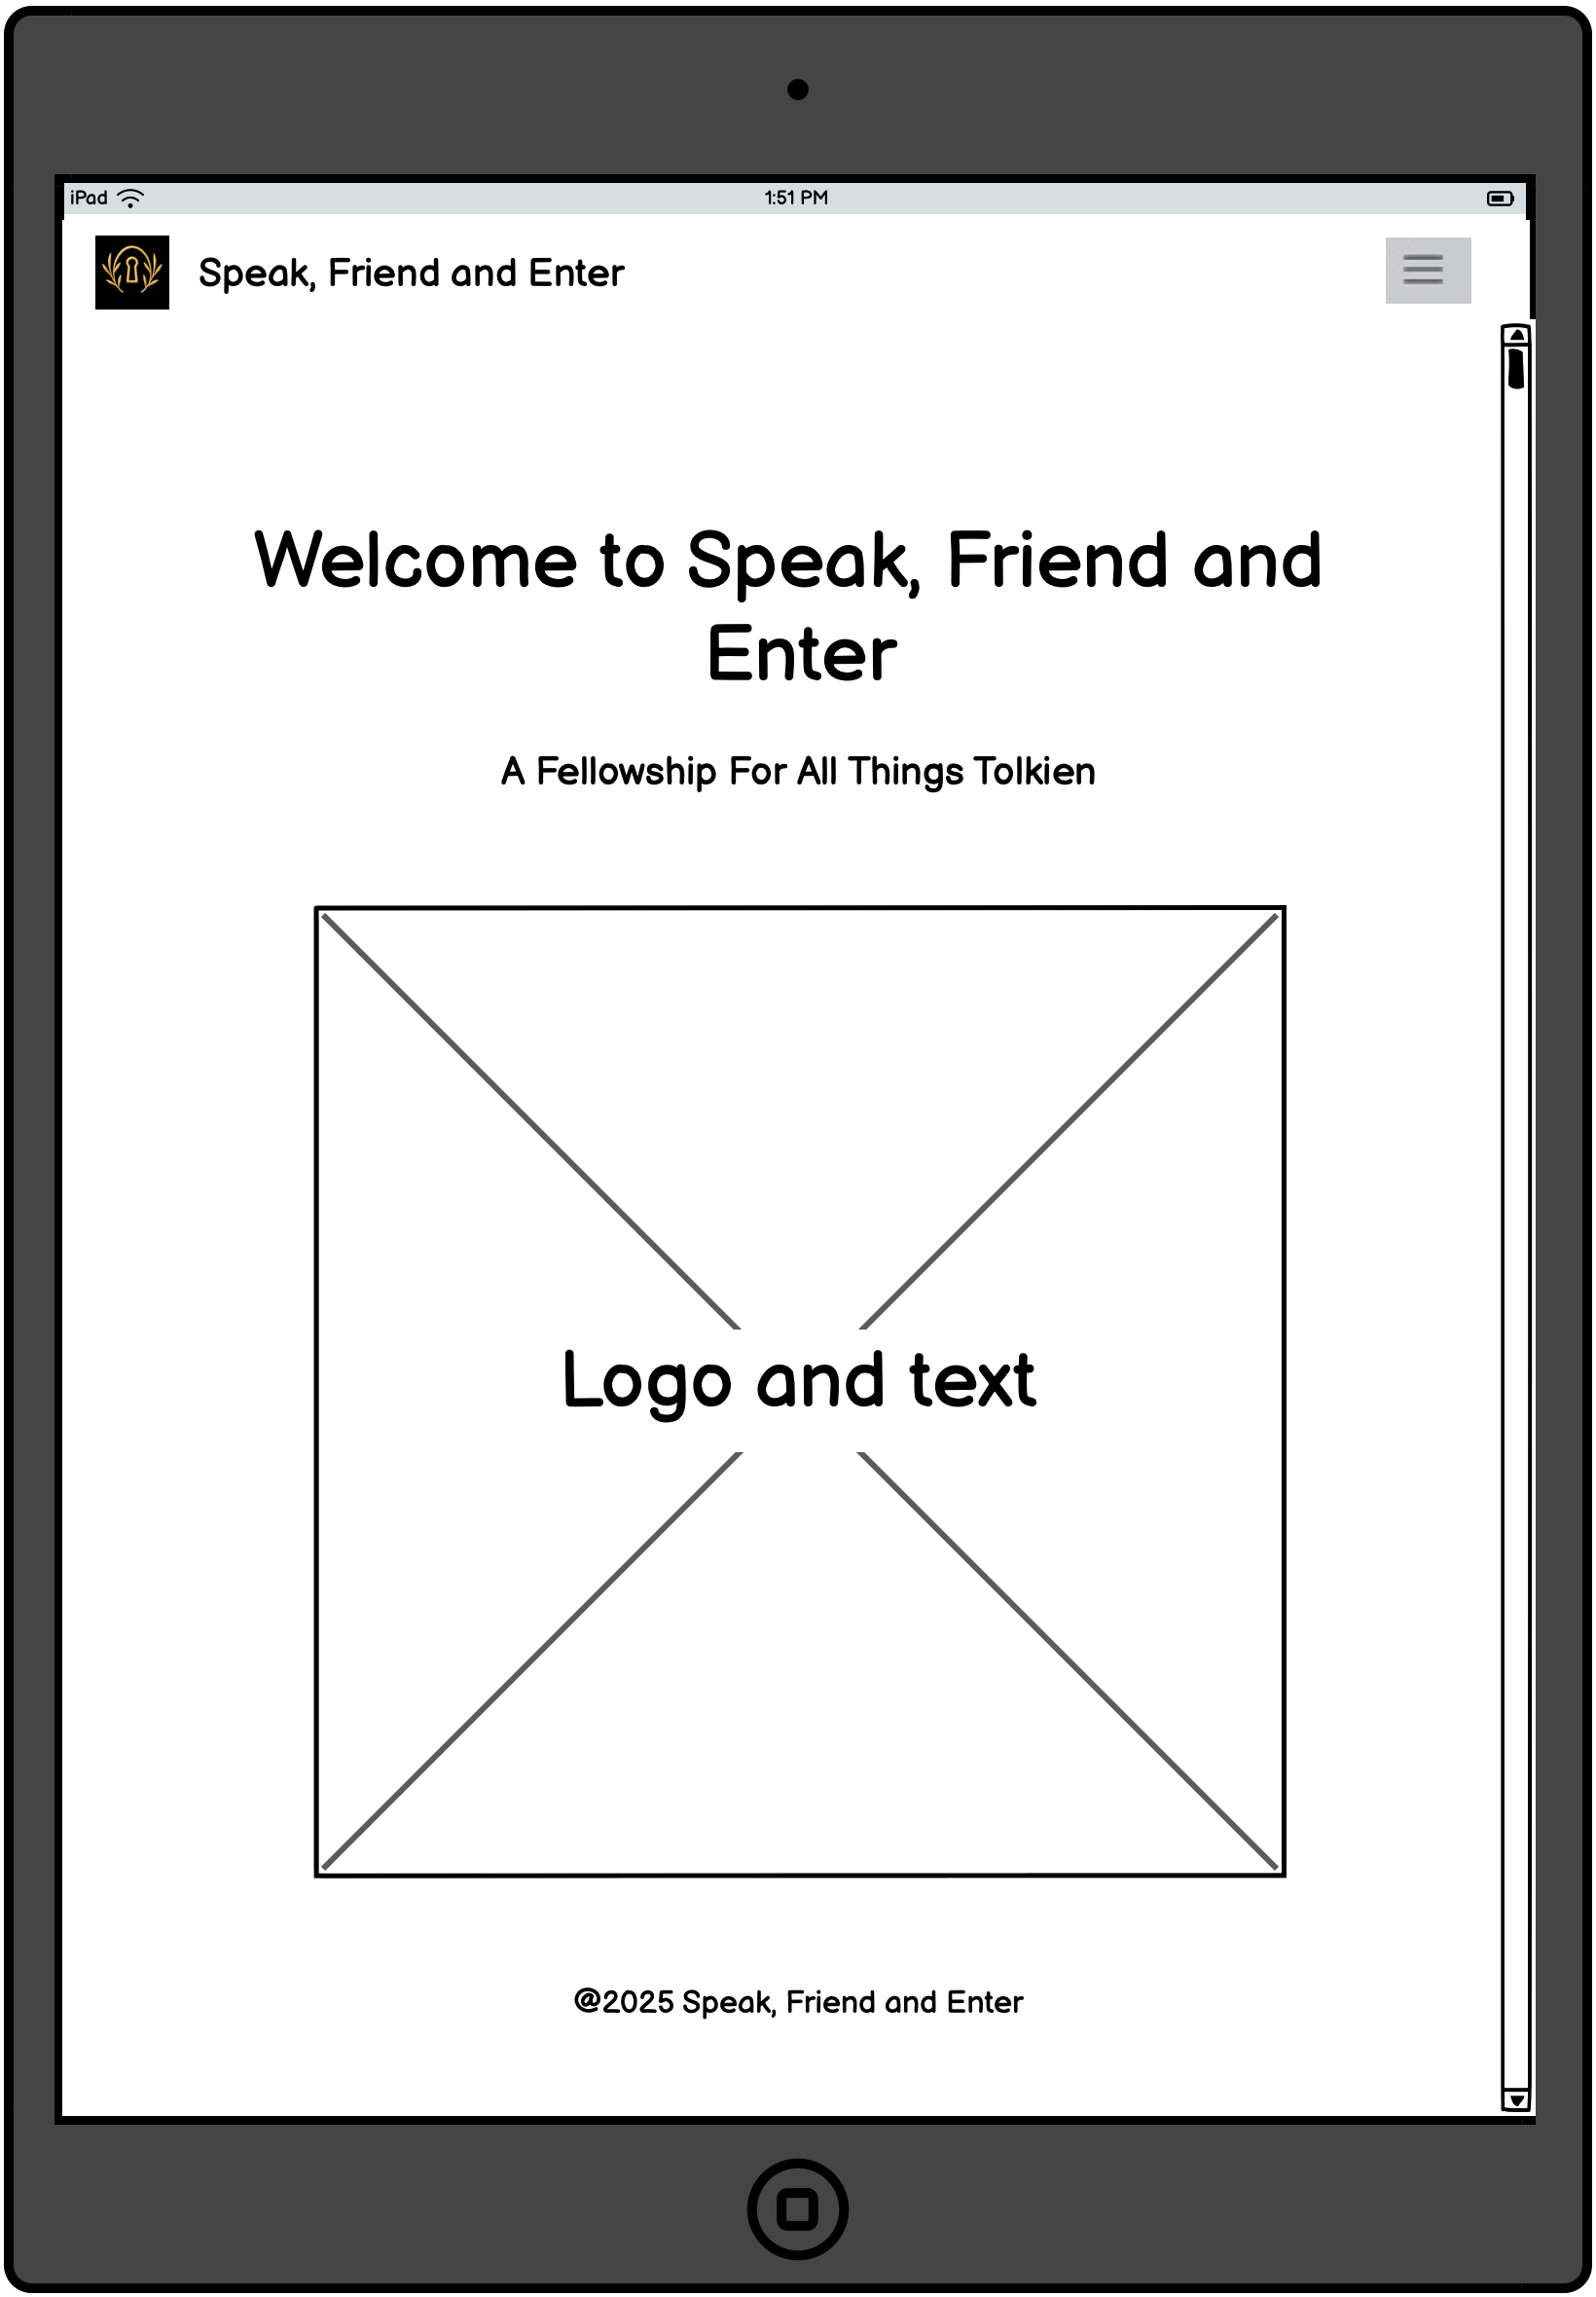 iPad
1:51 PM
Speak, Friend and Enter
Welcome to Speak, Friend and
Enter
A Fellowship For All Things Tolkien
Logo and text
@2025 Speak, Friend and Enter